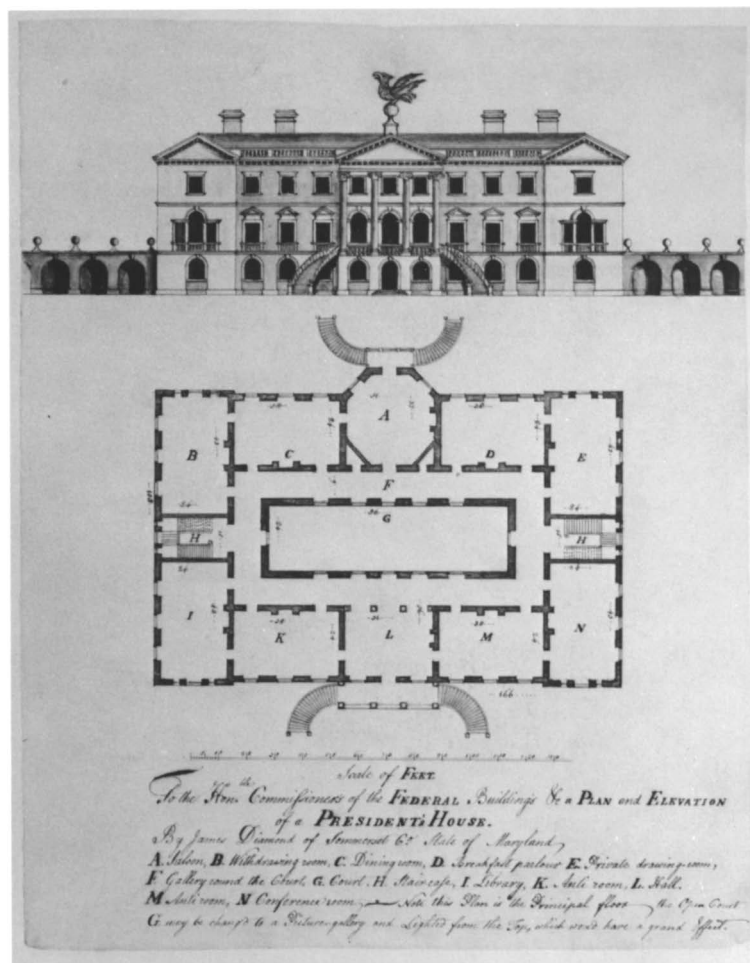 A
B
C
D
E
F
G
H
H
I
K
L
M
N
166
Scale of FEET.
To the Hon.ble Commissioners of the FEDERAL Buildings &c a PLAN and ELEVATION
of a PRESIDENT's HOUSE.
By James Diamond of Sommerset Co. State of Maryland
A. Saloon, B. Withdrawing room, C. Dining room, D. Breakfast parlour E. Private drawing-room,
F. Gallery round the Court, G. Court, H. Staircase, I Library, K. Anti room, L. Hall.
M. Anti room, N Conference room, Note this Plan is the Principal floor the Open Court
G may be chang'd to a Picture-gallery and Lighted from the Top, which would have a grand Effect.